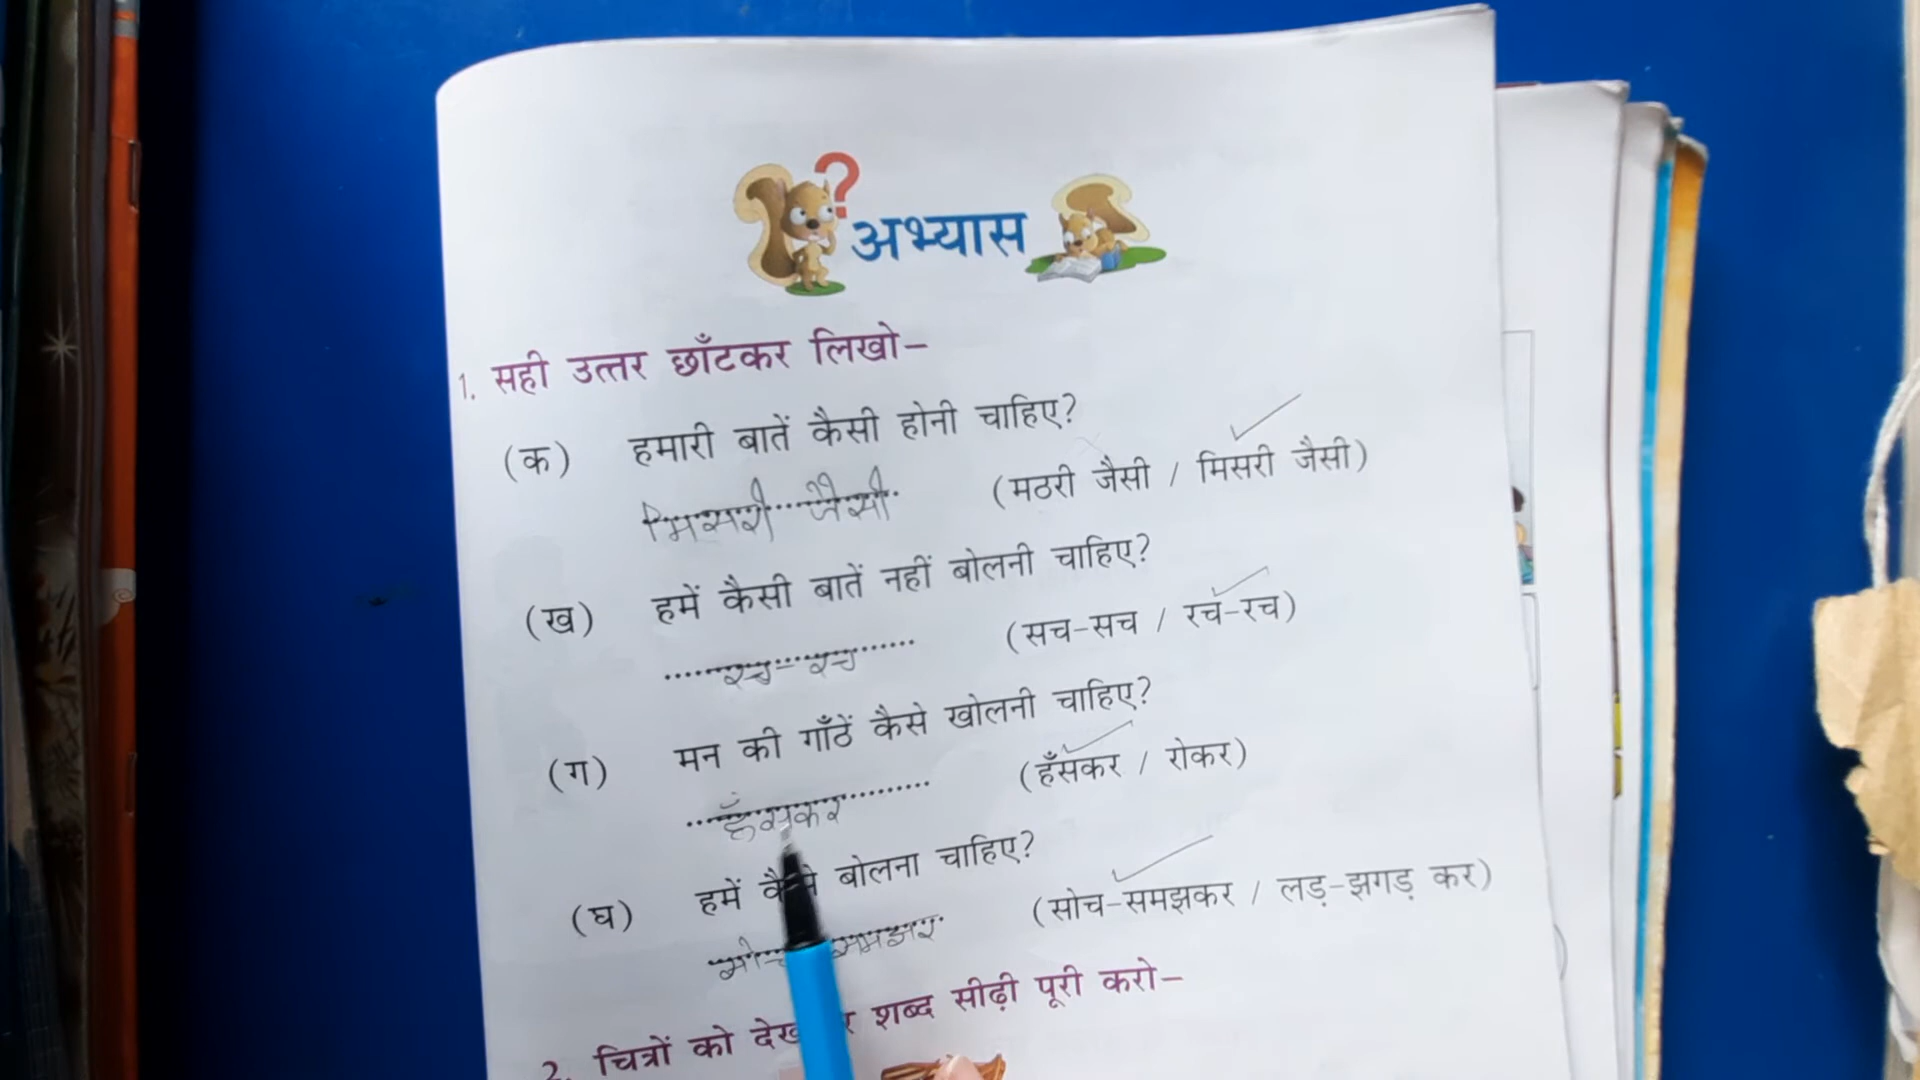 ?
अभ्यास
1. सही उत्तर छाँटकर लिखो–
(क) हमारी बातें कैसी होनी चाहिए?
मिसरी जैसी (मठरी जैसी / मिसरी जैसी)
(ख) हमें कैसी बातें नहीं बोलनी चाहिए?
रच-रच (सच-सच / रच-रच)
(ग) मन की गाँठें कैसे खोलनी चाहिए?
हँसकर (हँसकर / रोकर)
(घ) हमें बोलना चाहिए?
(सोच-समझकर / लड़-झगड़ कर)
2. चित्रों को शब्द सीढ़ी पूरी करो–